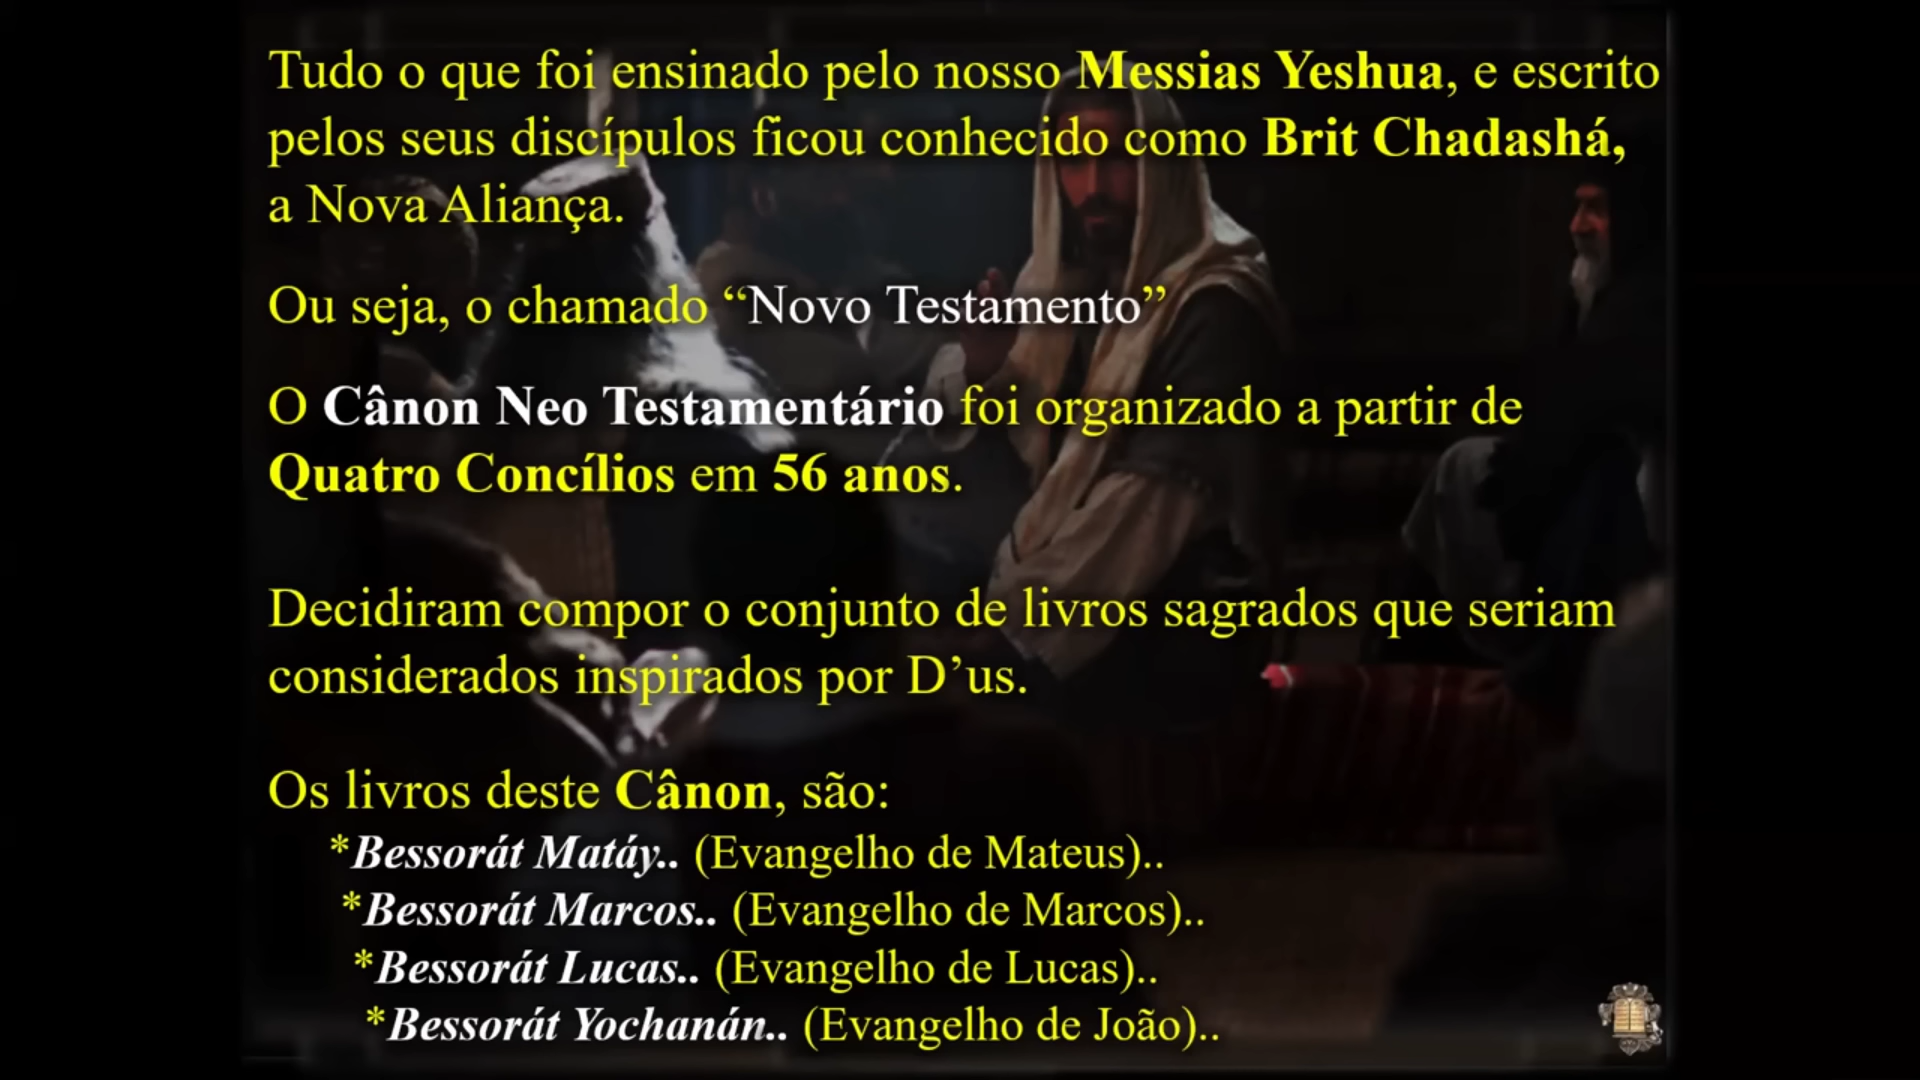 Tudo o que foi ensinado pelo nosso Messias Yeshua, e escrito
pelos seus discípulos ficou conhecido como Brit Chadashá,
a Nova Aliança.
Ou seja, o chamado “Novo Testamento”
O Cânon Neo Testamentário foi organizado a partir de
Quatro Concílios em 56 anos.
Decidiram compor o conjunto de livros sagrados que seriam
considerados inspirados por D’us.
Os livros deste Cânon, são:
*Bessorát Matáy.. (Evangelho de Mateus)..
*Bessorát Marcos.. (Evangelho de Marcos)..
*Bessorát Lucas.. (Evangelho de Lucas)..
*Bessorát Yochanán.. (Evangelho de João)..